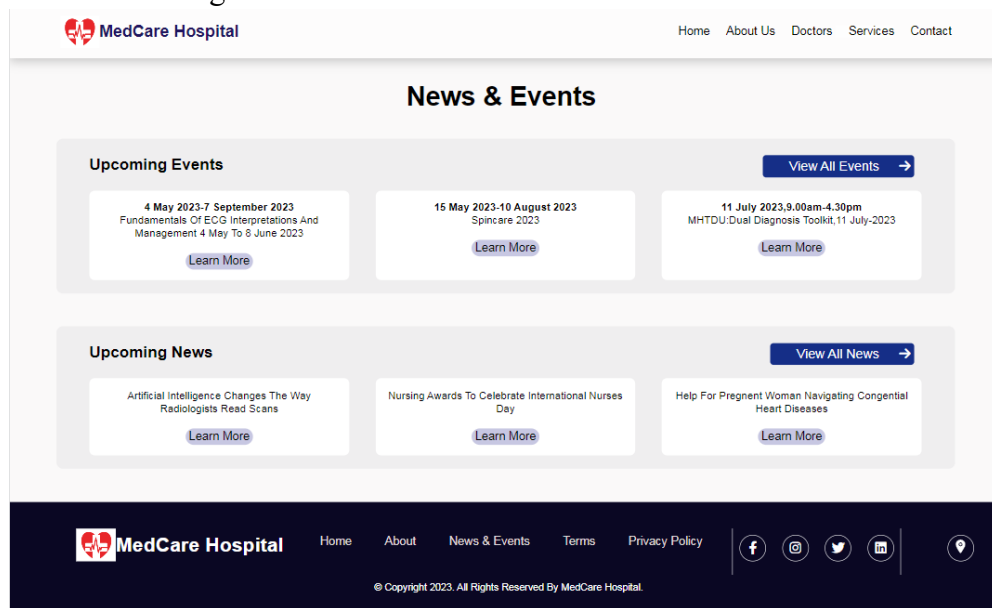 MedCare Hospital
Home About Us Doctors Services Contact
News & Events
Upcoming Events
View All Events
4 May 2023-7 September 2023
Fundamentals Of ECG Interpretations And
Management 4 May To 8 June 2023
Learn More
15 May 2023-10 August 2023
Spincare 2023
Learn More
11 July 2023,9.00am-4.30pm
MHTDU:Dual Diagnosis Toolkit,11 July-2023
Learn More
Upcoming News
View All News
Artificial Intelligence Changes The Way
Radiologists Read Scans
Learn More
Nursing Awards To Celebrate International Nurses
Day
Learn More
Help For Pregnent Woman Navigating Congential
Heart Diseases
Learn More
MedCare Hospital
Home About News & Events Terms Privacy Policy
© Copyright 2023. All Rights Reserved By MedCare Hospital.